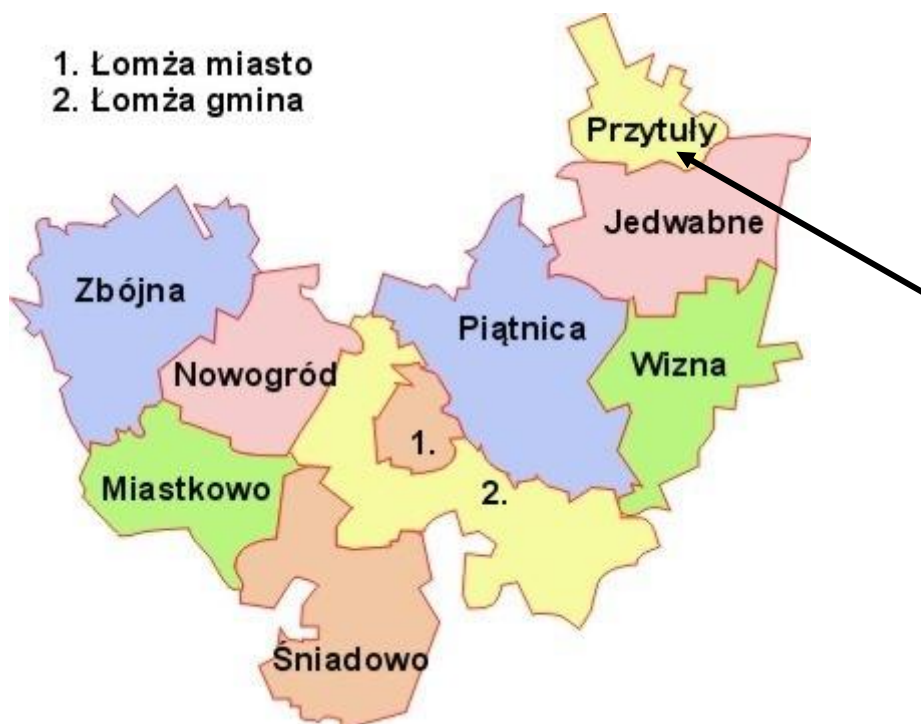 1. Łomża miasto
2. Łomża gmina
Przytuły
Jedwabne
Zbójna
Piątnica
Wizna
Nowogród
1.
Miastkowo
2.
Śniadowo